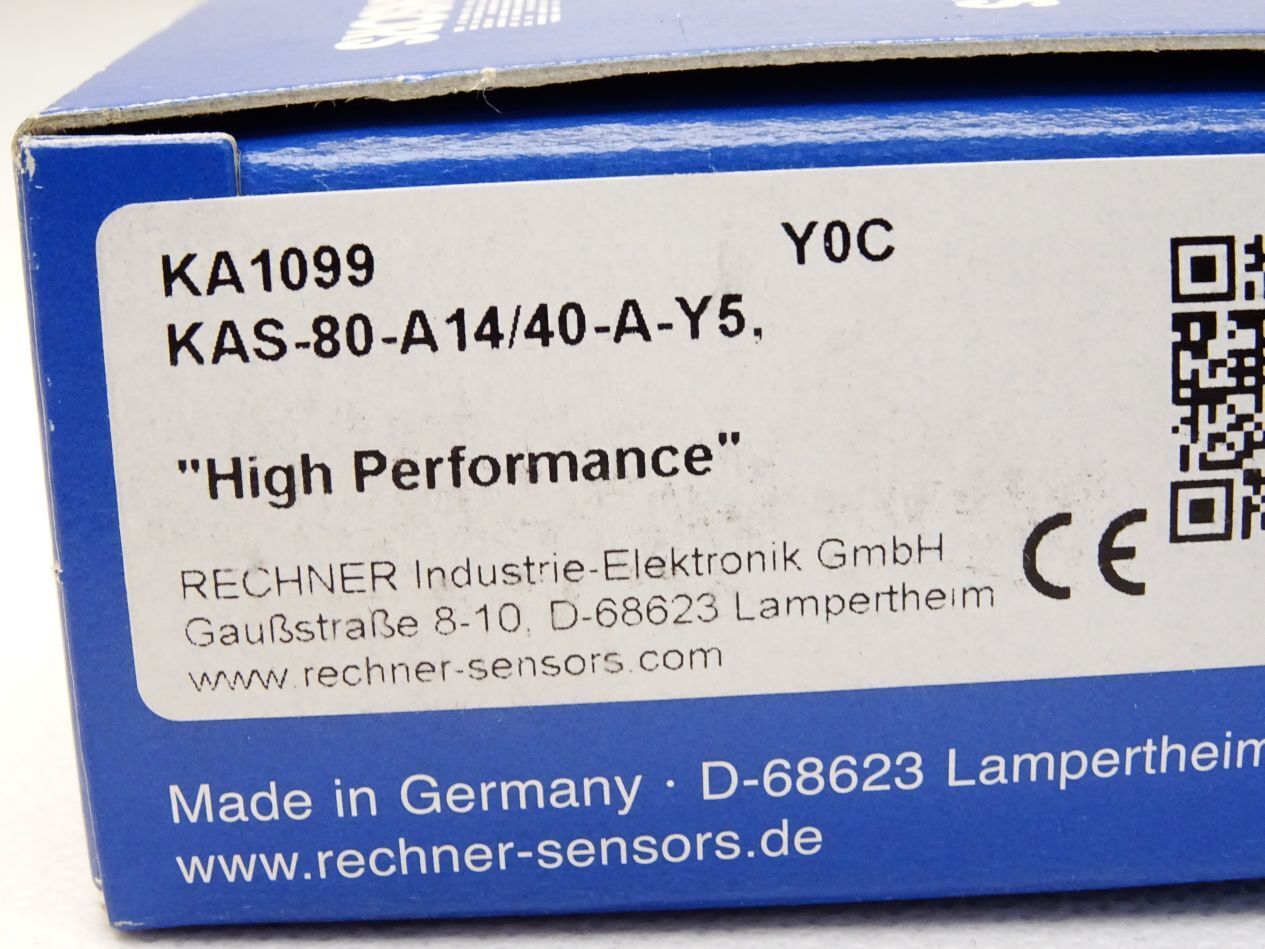 KA1099 Y0C
KAS-80-A14/40-A-Y5,
"High Performance"
RECHNER Industrie-Elektronik GmbH
Gaußstraße 8-10, D-68623 Lampertheim
www.rechner-sensors.com
CE
Made in Germany · D-68623 Lampertheim
www.rechner-sensors.de